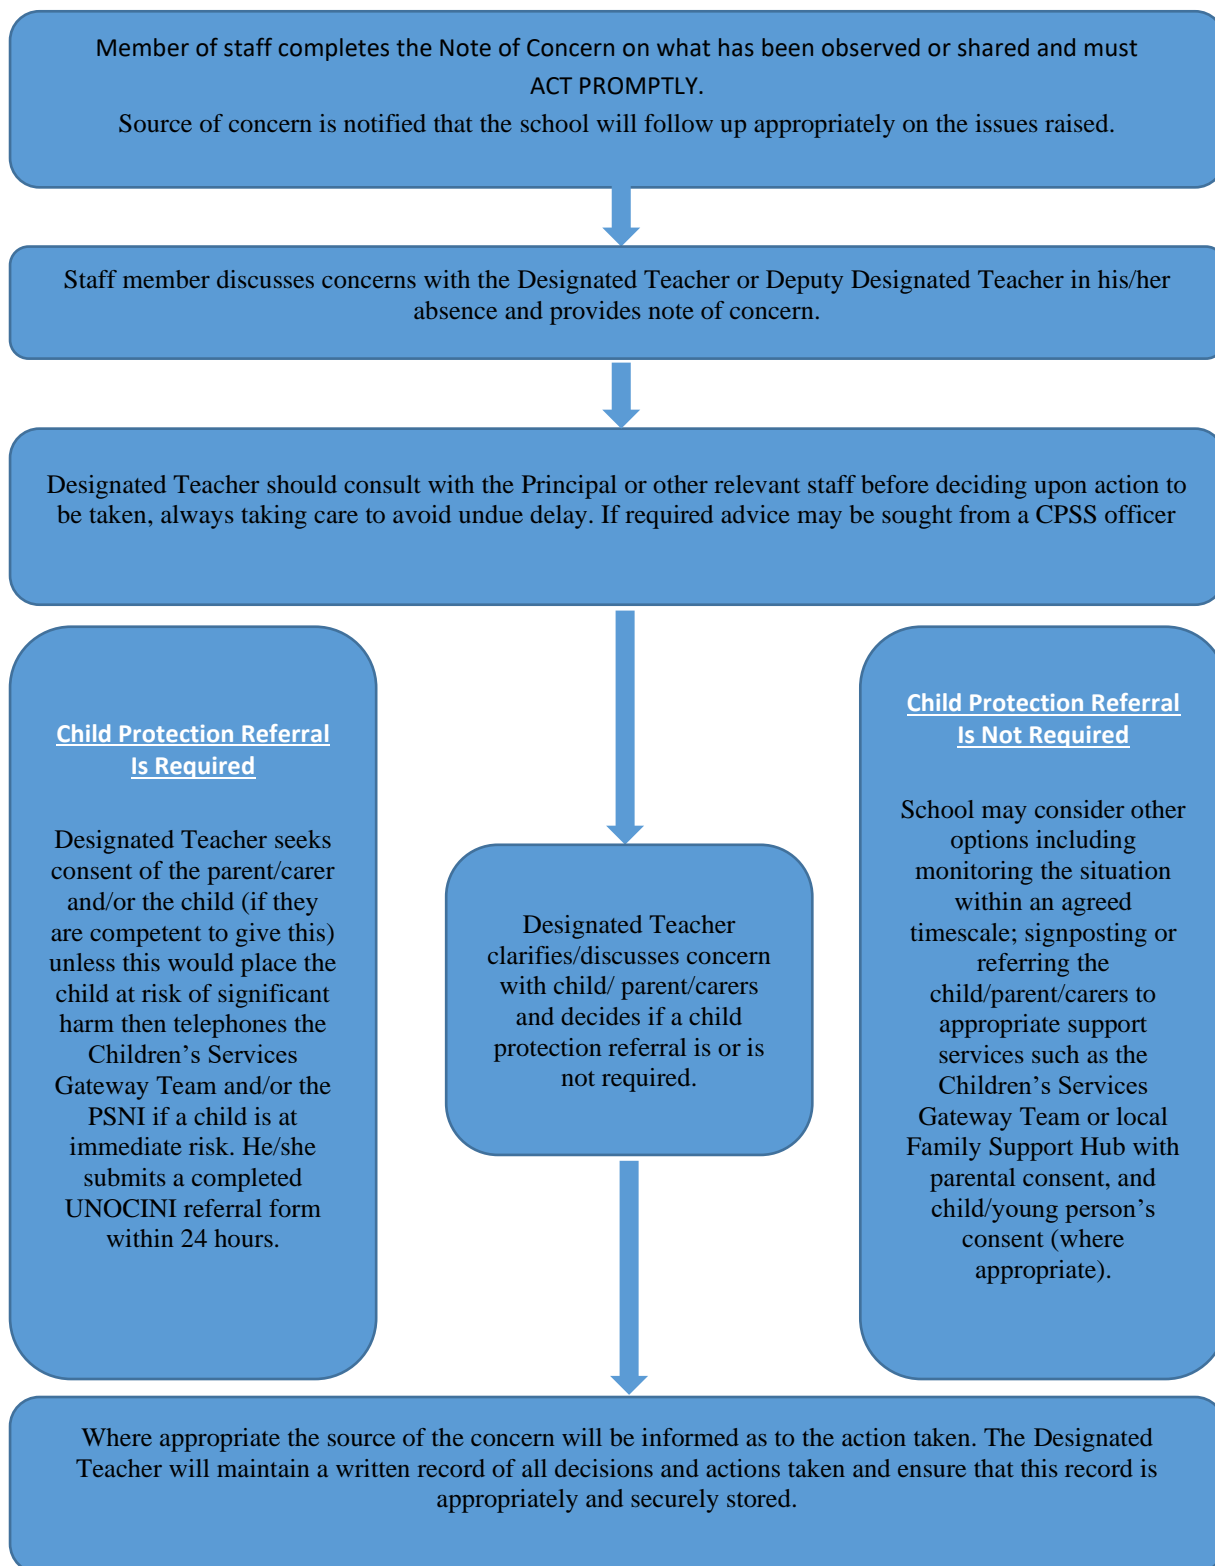 Member of staff completes the Note of Concern on what has been observed or shared and must
ACT PROMPTLY.
Source of concern is notified that the school will follow up appropriately on the issues raised.
Staff member discusses concerns with the Designated Teacher or Deputy Designated Teacher in his/her
absence and provides note of concern.
Designated Teacher should consult with the Principal or other relevant staff before deciding upon action to
be taken, always taking care to avoid undue delay. If required advice may be sought from a CPSS officer
Child Protection Referral
Is Required
Designated Teacher seeks
consent of the parent/carer
and/or the child (if they
are competent to give this)
unless this would place the
child at risk of significant
harm then telephones the
Children’s Services
Gateway Team and/or the
PSNI if a child is at
immediate risk. He/she
submits a completed
UNOCINI referral form
within 24 hours.
Designated Teacher
clarifies/discusses concern
with child/ parent/carers
and decides if a child
protection referral is or is
not required.
Child Protection Referral
Is Not Required
School may consider other
options including
monitoring the situation
within an agreed
timescale; signposting or
referring the
child/parent/carers to
appropriate support
services such as the
Children’s Services
Gateway Team or local
Family Support Hub with
parental consent, and
child/young person’s
consent (where
appropriate).
Where appropriate the source of the concern will be informed as to the action taken. The Designated
Teacher will maintain a written record of all decisions and actions taken and ensure that this record is
appropriately and securely stored.